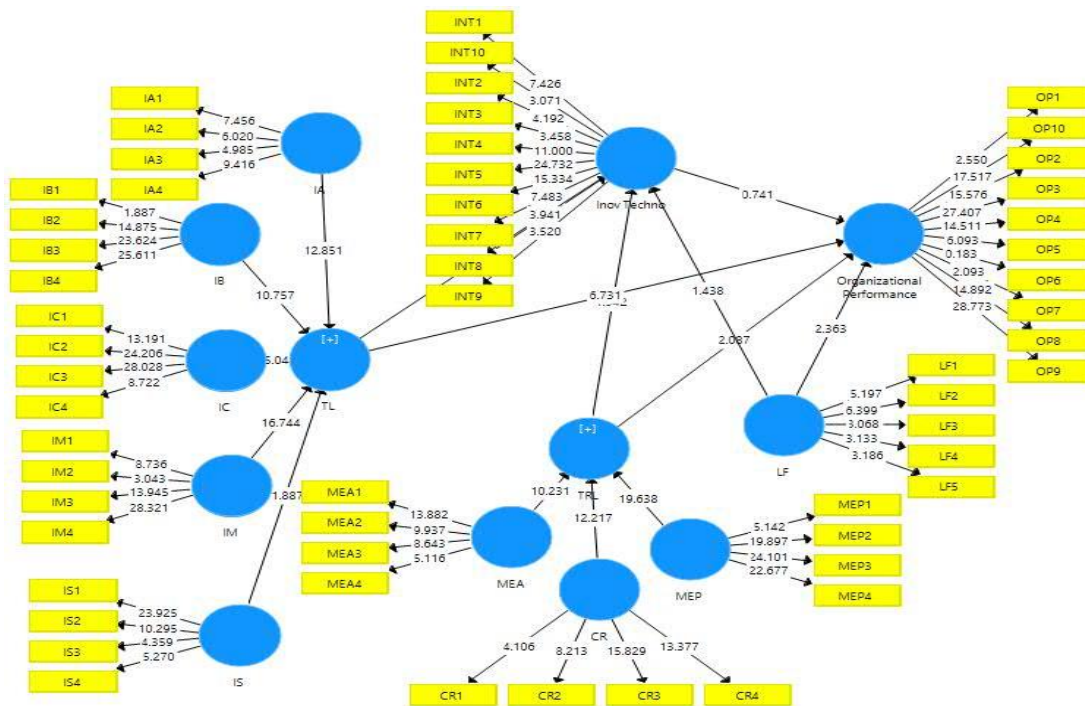 INT1
INT10
INT2
INT3
INT4
INT5
INT6
INT7
INT8
INT9
7.426
3.071
4.192
3.458
11.000
24.732
15.334
7.483
3.941
3.520
Inov Techno
0.741
OP1
OP10
OP2
OP3
OP4
OP5
OP6
OP7
OP8
OP9
2.550
17.517
15.576
27.407
14.511
6.093
0.183
2.093
14.892
28.773
Organizational
Performance
IA1
IA2
IA3
IA4
7.456
6.020
4.985
9.416
IA
12.851
IB1
IB2
IB3
IB4
1.887
14.875
23.624
25.611
IB
10.757
IC1
IC2
IC3
IC4
13.191
24.206
28.028
8.722
IC
[+]
TL
IM1
IM2
IM3
IM4
8.736
3.043
13.945
28.321
IM
16.744
IS1
IS2
IS3
IS4
23.925
10.295
4.359
5.270
IS
1.887
6.731
1.438
2.363
2.087
LF
5.197
6.399
3.068
3.133
3.186
LF1
LF2
LF3
LF4
LF5
[+]
TRL
10.231
12.217
19.638
MEA1
MEA2
MEA3
MEA4
13.882
9.937
8.643
5.116
MEA
MEP
5.142
19.897
24.101
22.677
MEP1
MEP2
MEP3
MEP4
CR
4.106
8.213
15.829
13.377
CR1
CR2
CR3
CR4